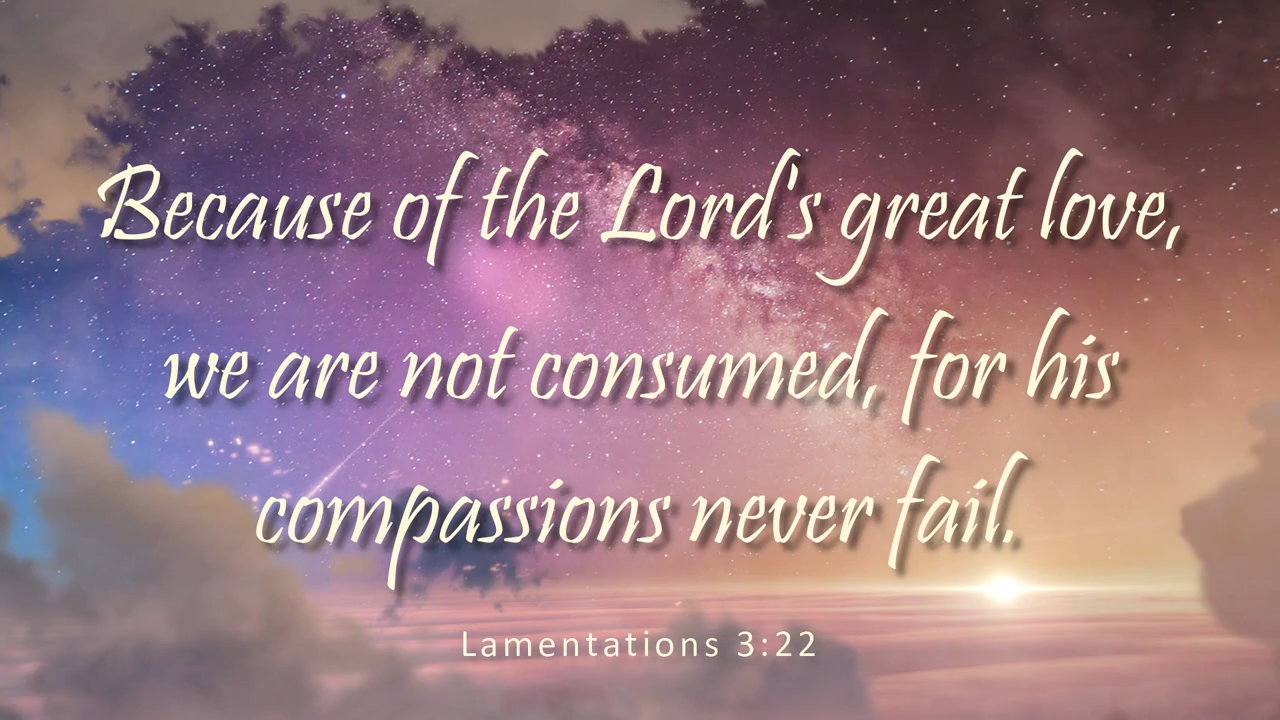 Because of the Lord's great love,
we are not consumed, for his
compassions never fail.
Lamentations 3:22